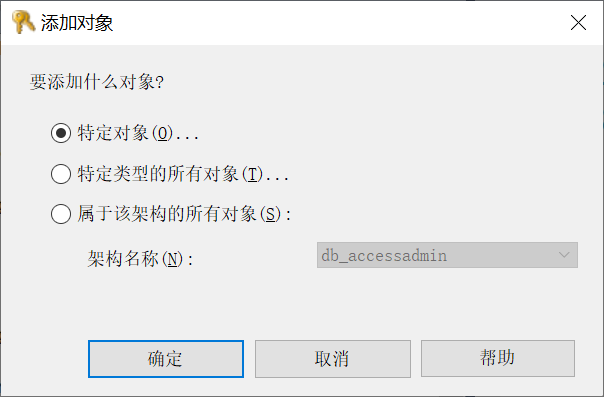 添加对象
要添加什么对象?
特定对象(O)...
特定类型的所有对象(T)...
属于该架构的所有对象(S):
架构名称(N): db_accessadmin
确定 取消 帮助